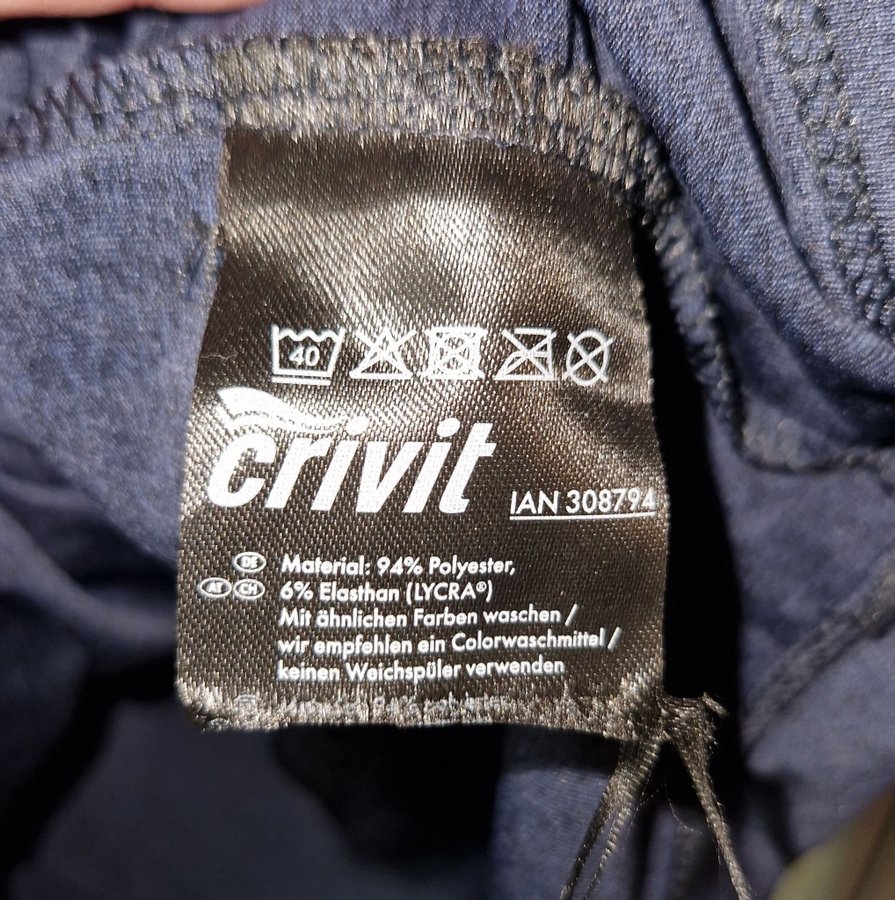 40
crivit
IAN 308794
DE Material: 94% Polyester,
AT CH 6% Elasthan (LYCRA®)
Mit ähnlichen Farben waschen /
wir empfehlen ein Colorwaschmittel /
keinen Weichspüler verwenden